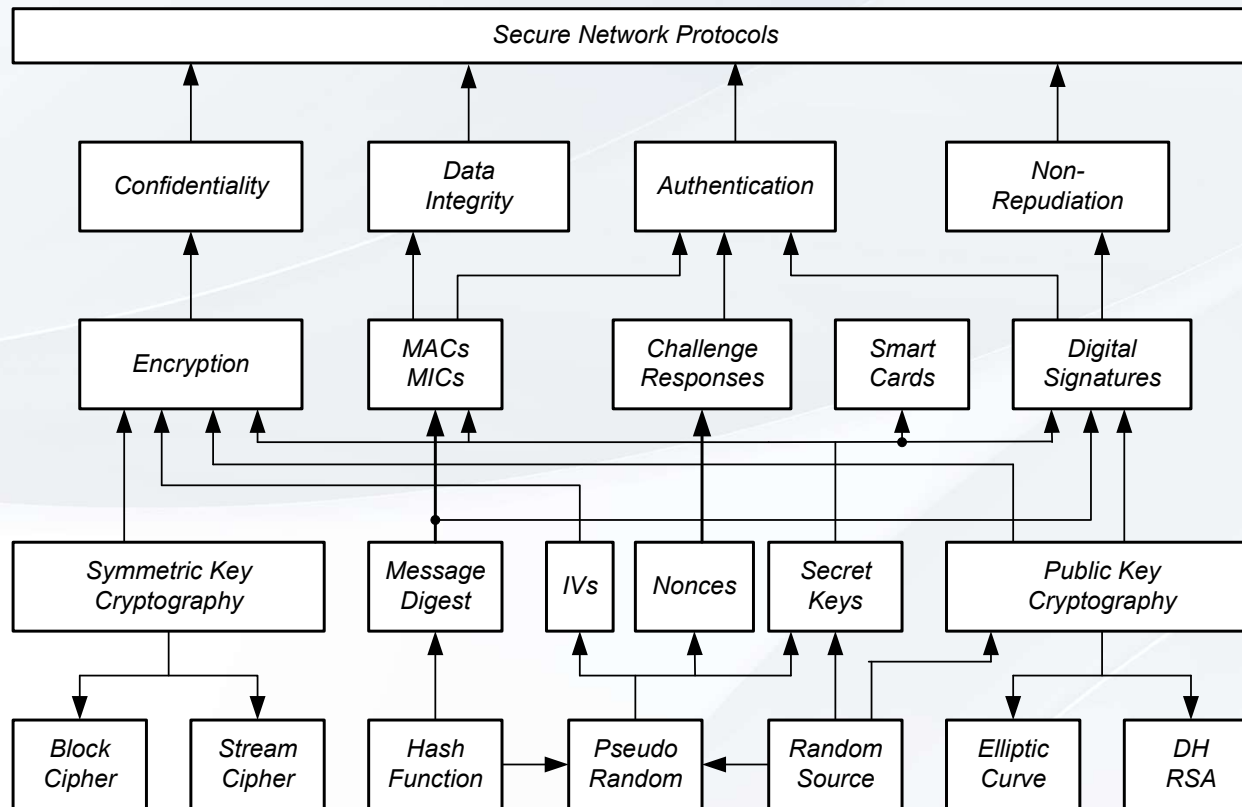 Secure Network Protocols
Confidentiality
Data
Integrity
Authentication
Non-
Repudiation
Encryption
MACs
MICs
Challenge
Responses
Smart
Cards
Digital
Signatures
Symmetric Key
Cryptography
Message
Digest
IVs
Nonces
Secret
Keys
Public Key
Cryptography
Block
Cipher
Stream
Cipher
Hash
Function
Pseudo
Random
Random
Source
Elliptic
Curve
DH
RSA